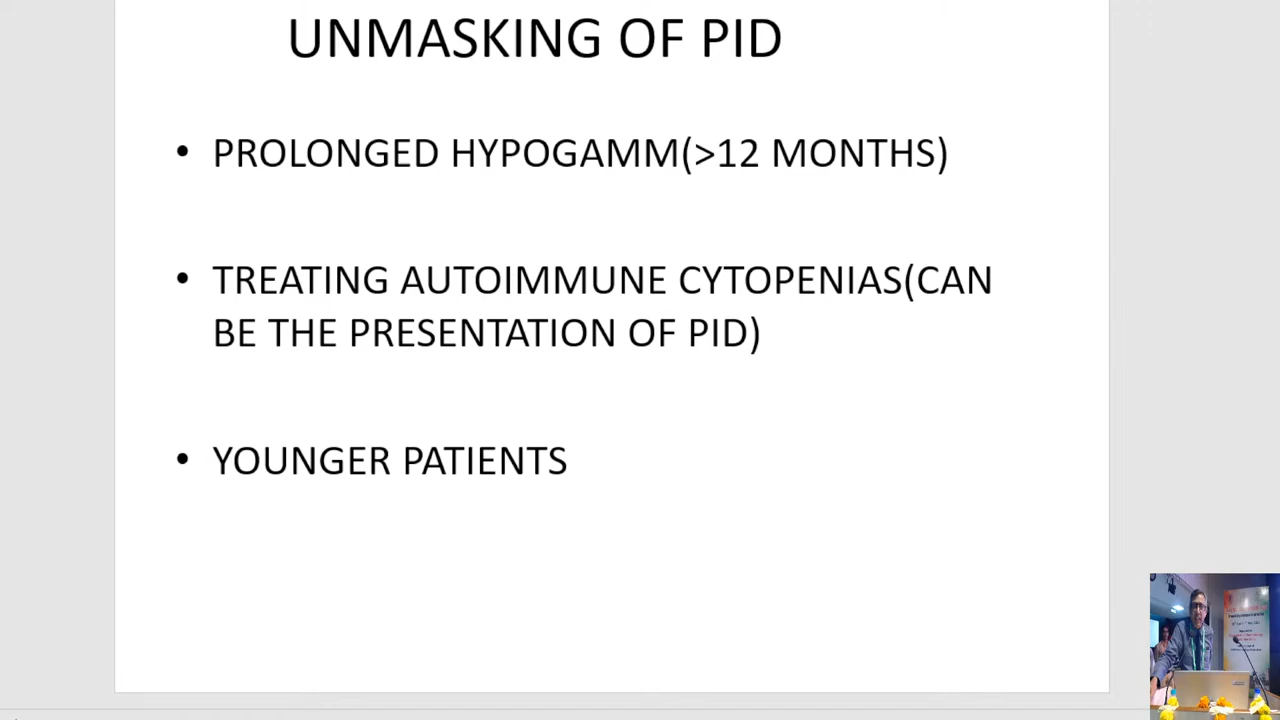 UNMASKING OF PID
• PROLONGED HYPOGAMM(>12 MONTHS)
• TREATING AUTOIMMUNE CYTOPENIAS(CAN
BE THE PRESENTATION OF PID)
• YOUNGER PATIENTS